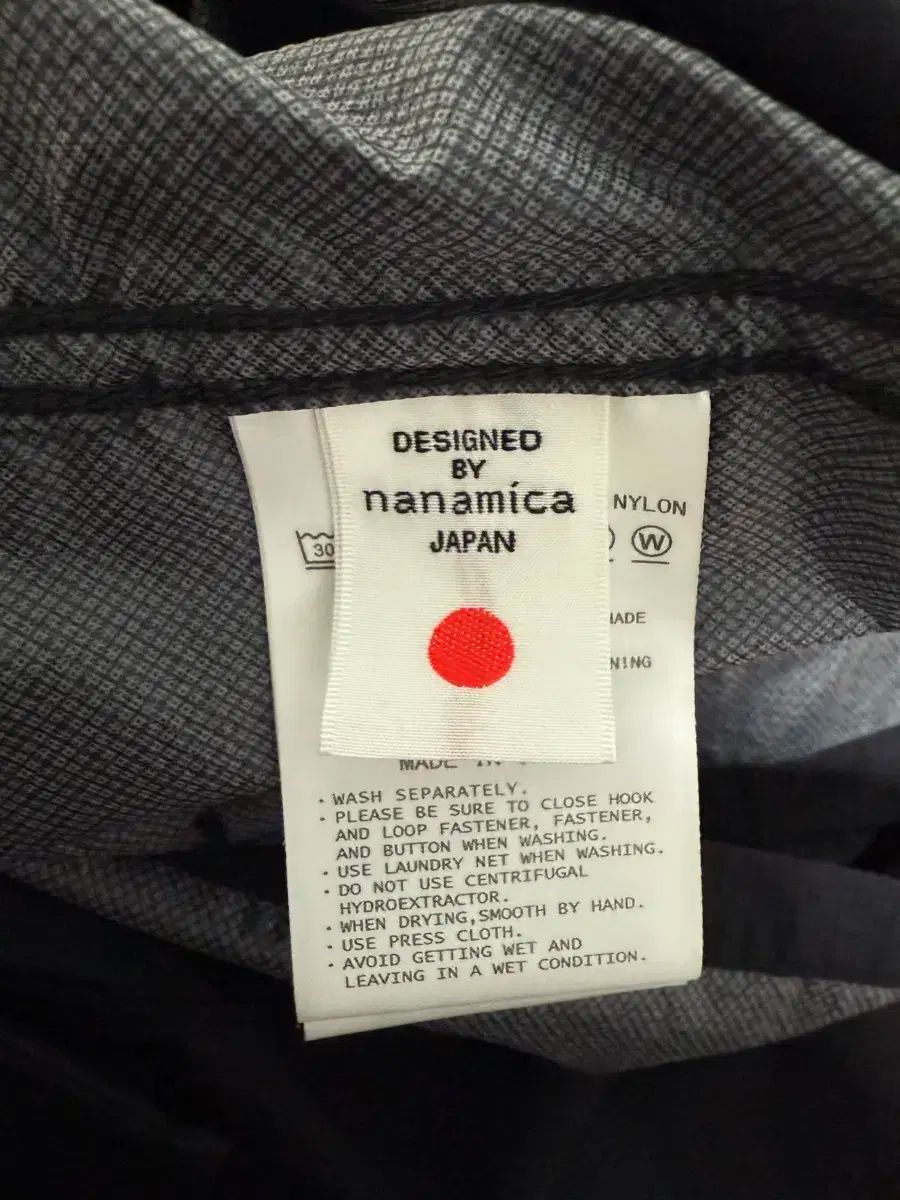 DESIGNED
BY
nanamica
JAPAN
NYLON
30
W
MADE
· WASH SEPARATELY.
· PLEASE BE SURE TO CLOSE HOOK
AND LOOP FASTENER, FASTENER,
AND BUTTON WHEN WASHING.
· USE LAUNDRY NET WHEN WASHING.
· DO NOT USE CENTRIFUGAL
HYDROEXTRACTOR.
· WHEN DRYING,SMOOTH BY HAND.
· USE PRESS CLOTH.
· AVOID GETTING WET AND
LEAVING IN A WET CONDITION.